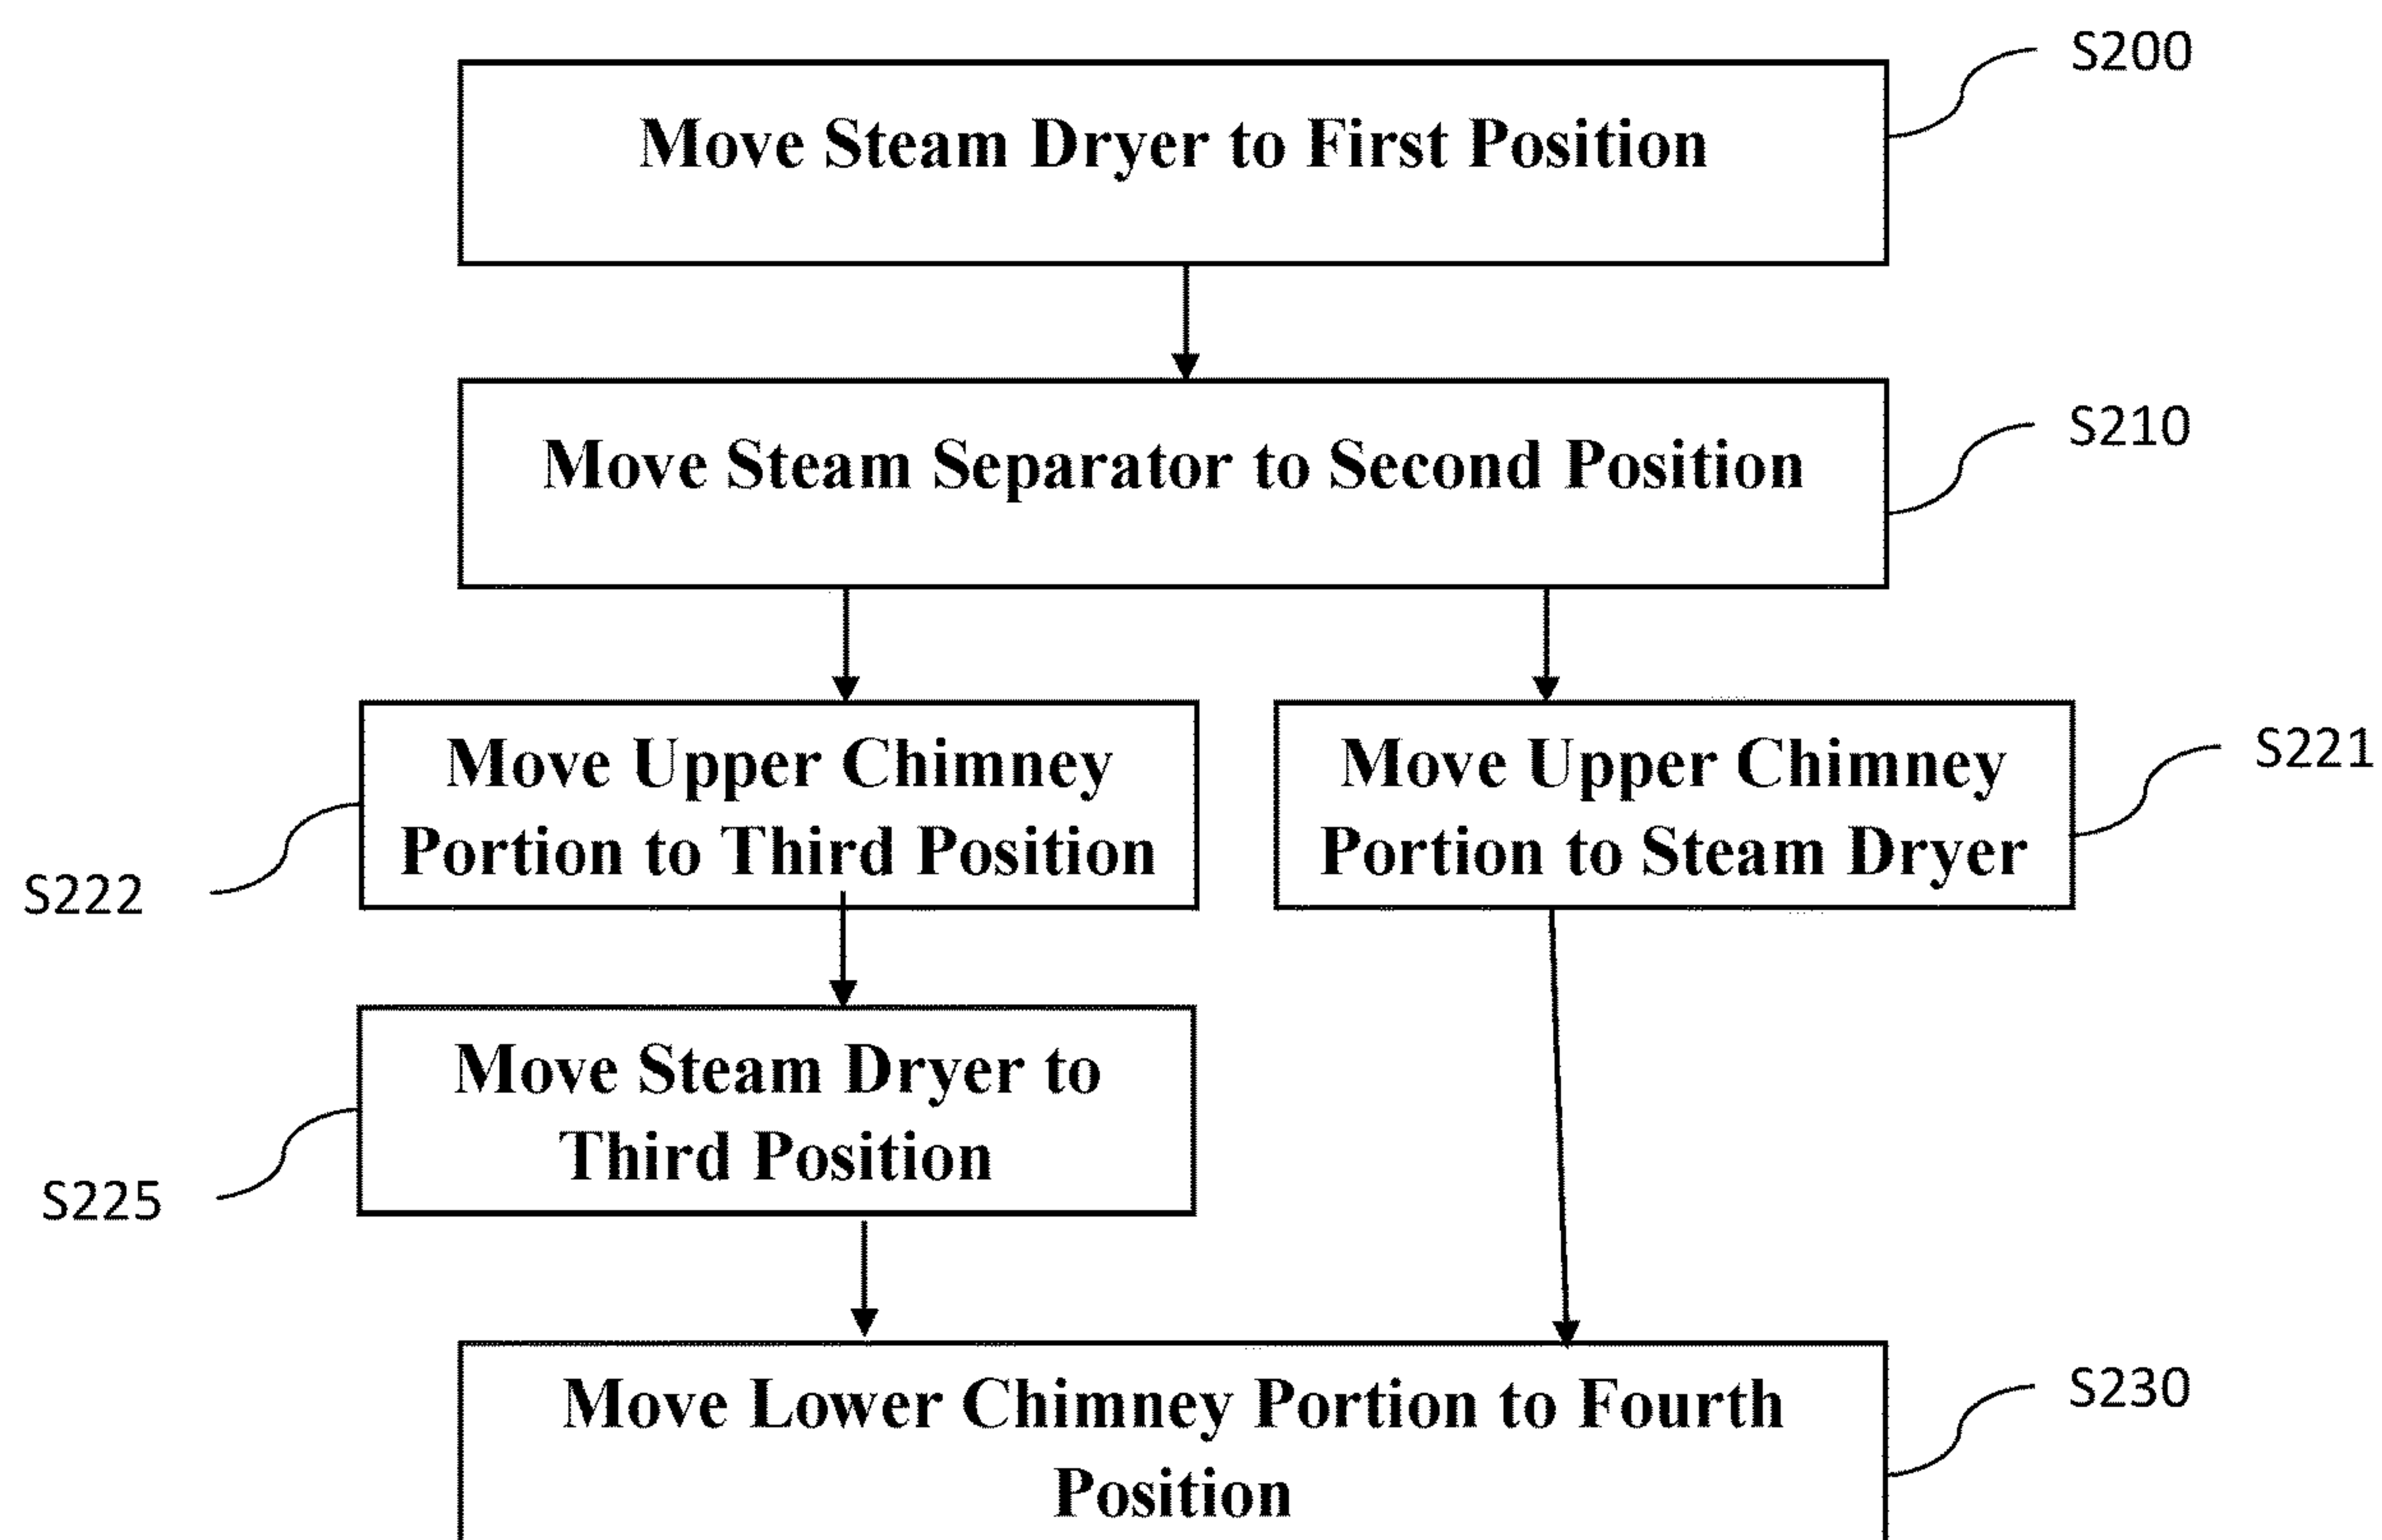 S200
Move Steam Dryer to First Position
S210
Move Steam Separator to Second Position
Move Upper Chimney
Portion to Third Position
S222
Move Upper Chimney
Portion to Steam Dryer
S221
Move Steam Dryer to
Third Position
S225
Move Lower Chimney Portion to Fourth
Position
S230